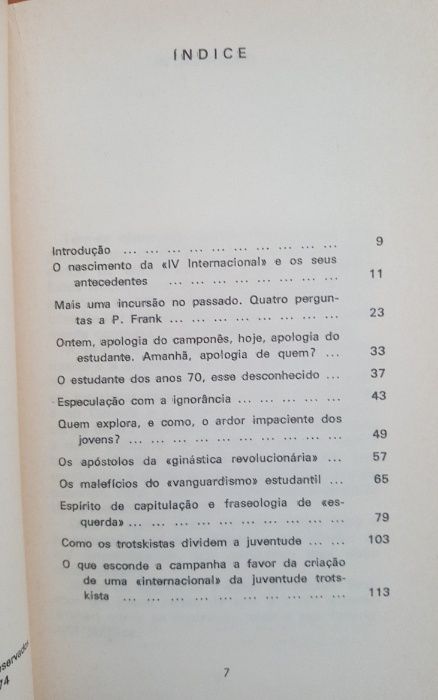 ÍNDICE
Introdução ... ... ... ... ... ... ... ... ... ... 9
O nascimento da «IV Internacional» e os seus
antecedentes ... ... ... ... ... ... ... ... 11
Mais uma incursão no passado. Quatro pergun-
tas a P. Frank ... ... ... ... ... ... ... ... 23
Ontem, apologia do camponês, hoje, apologia do
estudante. Amanhã, apologia de quem? ... 33
O estudante dos anos 70, esse desconhecido ... 37
Especulação com a ignorância ... ... ... ... ... 43
Quem explora, e como, o ardor impaciente dos
jovens? ... ... ... ... ... ... ... ... ... ... 49
Os apóstolos da «ginástica revolucionária» ... 57
Os malefícios do «vanguardismo» estudantil ... 65
Espírito de capitulação e fraseologia de «es-
querda» ... ... ... ... ... ... ... ... ... ... 79
Como os trotskistas dividem a juventude ... ... 103
O que esconde a campanha a favor da criação
de uma «internacional» da juventude trots-
kista ... ... ... ... ... ... ... ... ... ... 113
7